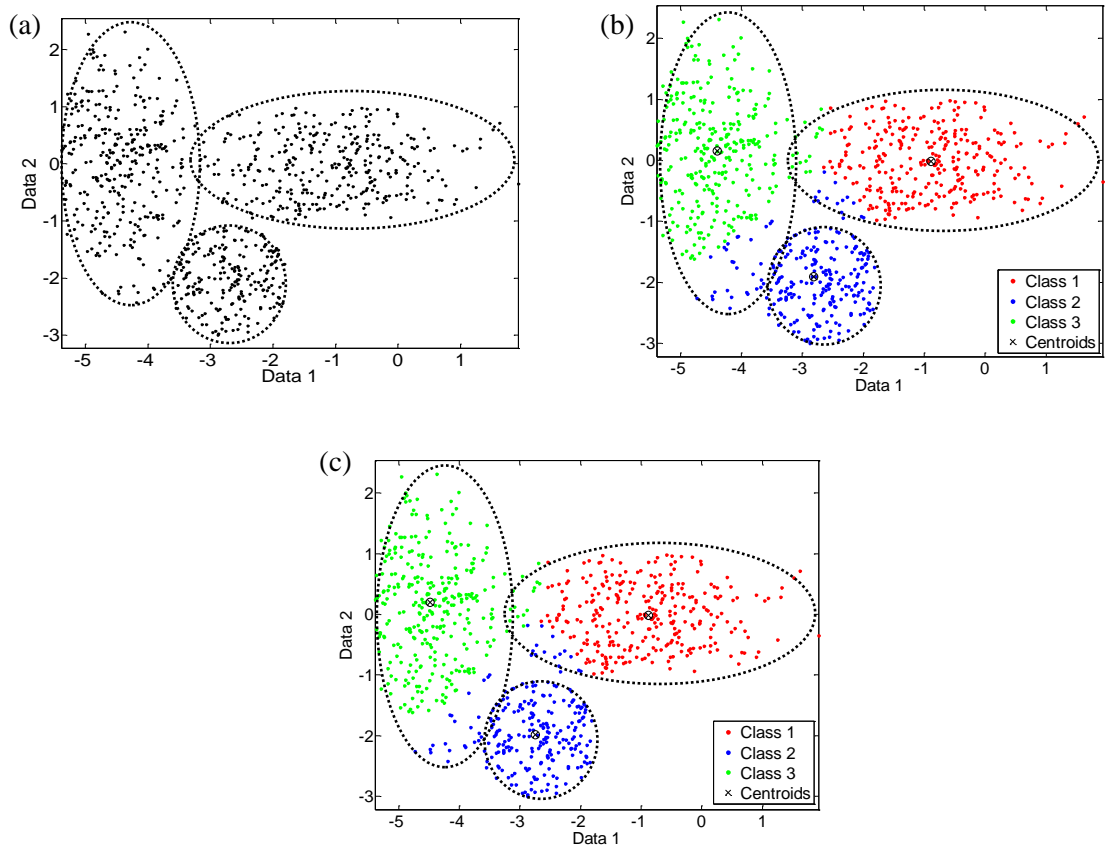 (a)
2
1
0
-1
-2
-3
Data 2
-5 -4 -3 -2 -1 0 1
Data 1
(b)
2
1
0
-1
-2
-3
Data 2
Class 1
Class 2
Class 3
Centroids
-5 -4 -3 -2 -1 0 1
Data 1
(c)
2
1
0
-1
-2
-3
Data 2
Class 1
Class 2
Class 3
Centroids
-5 -4 -3 -2 -1 0 1
Data 1